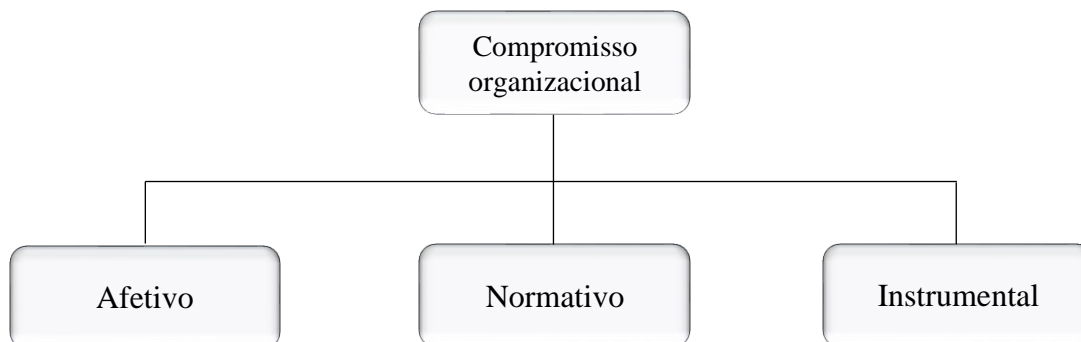 Compromisso
organizacional
Afetivo
Normativo
Instrumental